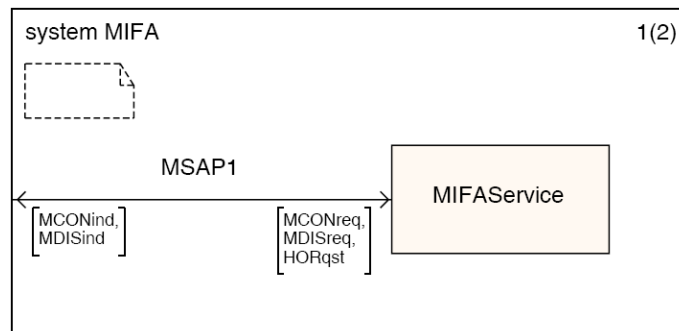 system MIFA 1(2)
MSAP1
MIFAService
[MCONind,
MDISind]
[MCONreq,
MDISreq,
HORqst]